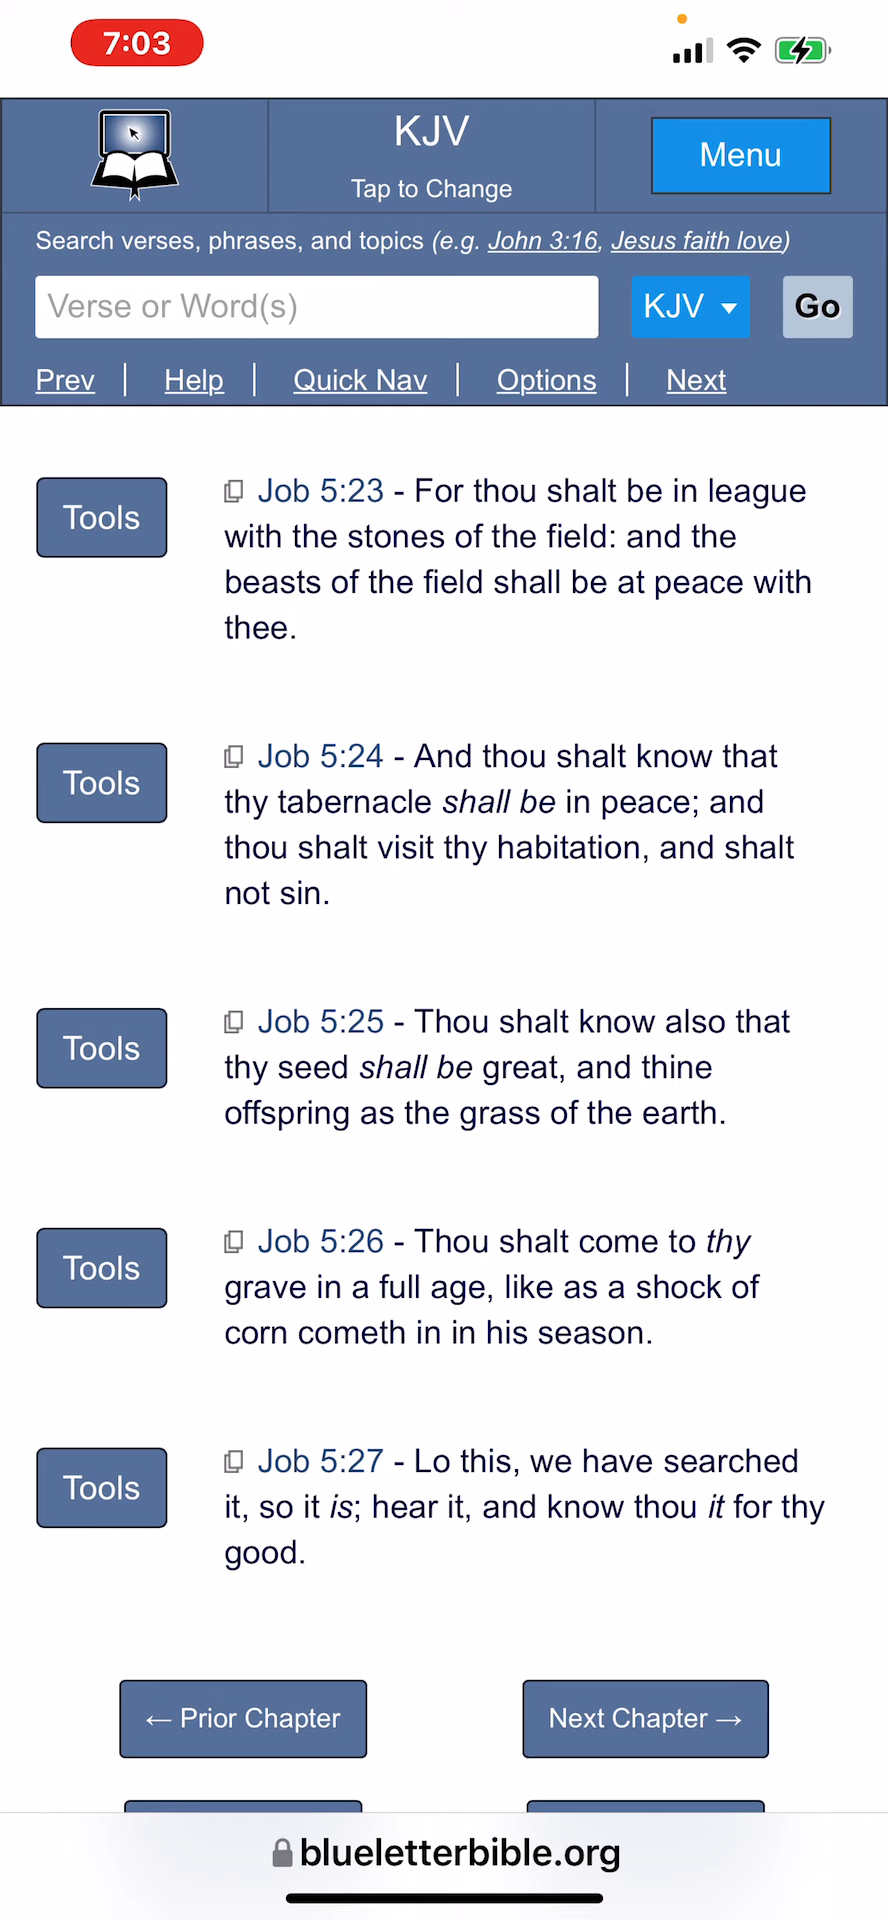 7:03
KJV
Tap to Change
Menu
Search verses, phrases, and topics (e.g. John 3:16, Jesus faith love)
Verse or Word(s)
KJV
Go
Prev | Help | Quick Nav | Options | Next
Tools
Job 5:23 - For thou shalt be in league
with the stones of the field: and the
beasts of the field shall be at peace with
thee.
Tools
Job 5:24 - And thou shalt know that
thy tabernacle shall be in peace; and
thou shalt visit thy habitation, and shalt
not sin.
Tools
Job 5:25 - Thou shalt know also that
thy seed shall be great, and thine
offspring as the grass of the earth.
Tools
Job 5:26 - Thou shalt come to thy
grave in a full age, like as a shock of
corn cometh in in his season.
Tools
Job 5:27 - Lo this, we have searched
it, so it is; hear it, and know thou it for thy
good.
← Prior Chapter
Next Chapter →
blueletterbible.org